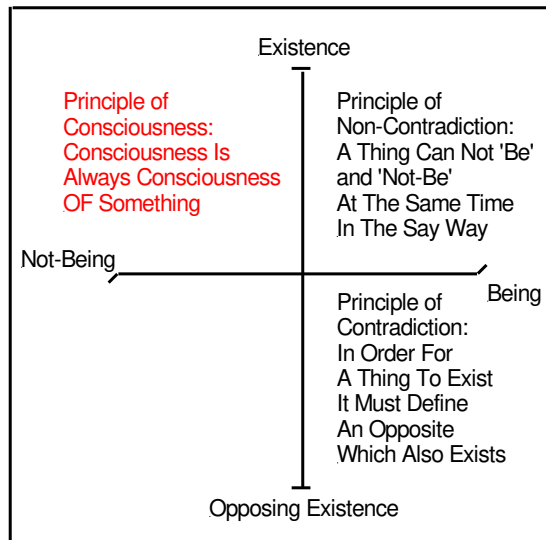 Existence
Principle of
Consciousness:
Consciousness Is
Always Consciousness
OF Something
Principle of
Non-Contradiction:
A Thing Can Not 'Be'
and 'Not-Be'
At The Same Time
In The Say Way
Not-Being
Being
Principle of
Contradiction:
In Order For
A Thing To Exist
It Must Define
An Opposite
Which Also Exists
Opposing Existence